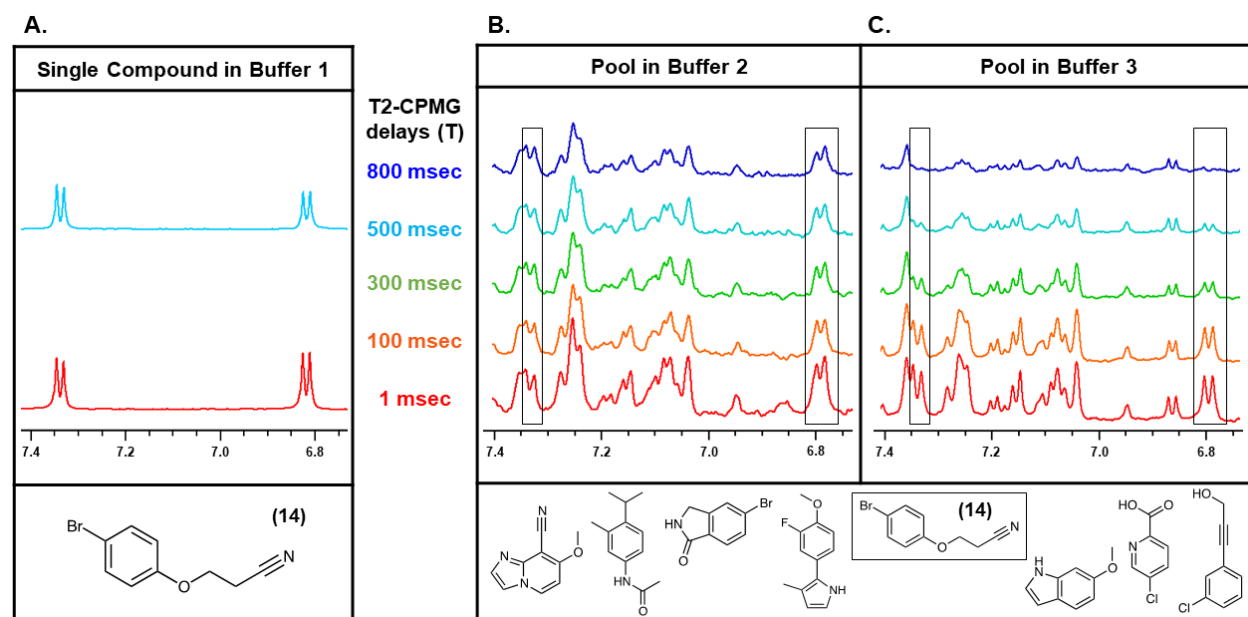 A.
B.
C.
Single Compound in Buffer 1
Pool in Buffer 2
Pool in Buffer 3
T2-CPMG
delays (T)
800 msec
500 msec
300 msec
100 msec
1 msec
7.4 7.2 7.0 6.8
7.4 7.2 7.0 6.8
7.4 7.2 7.0 6.8
Br O N (14)
N N N O
HN O
HN O Br
O F HN
Br O N (14)
HN O
HO O N Cl
HO Cl